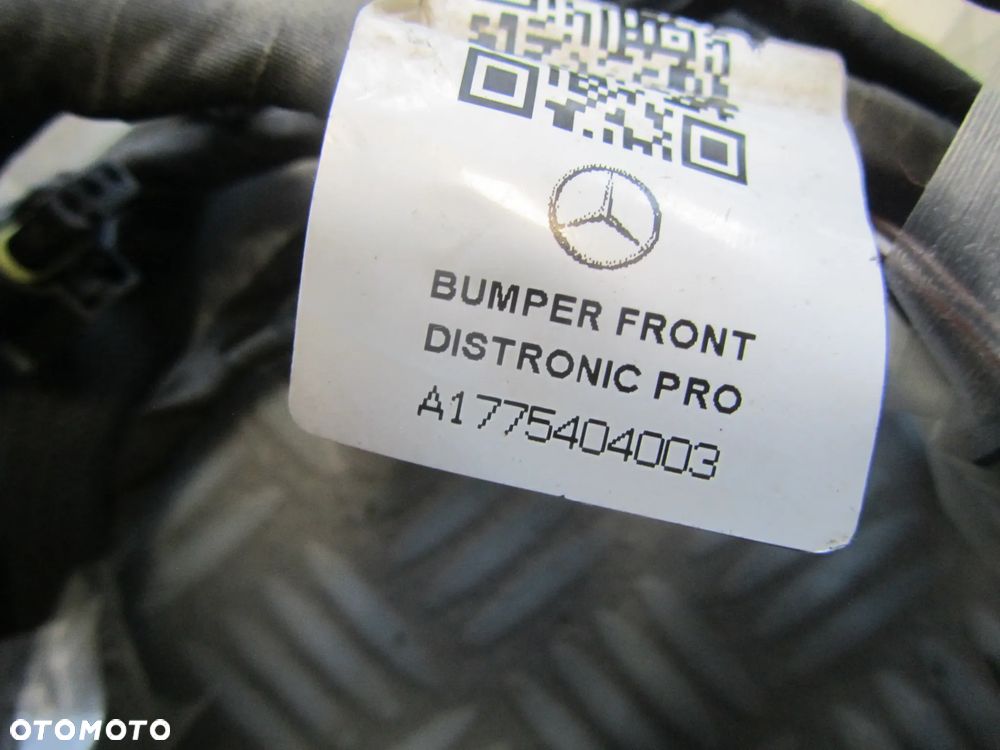 BUMPER FRONT
DISTRONIC PRO
A1775404003
OTOMOTO